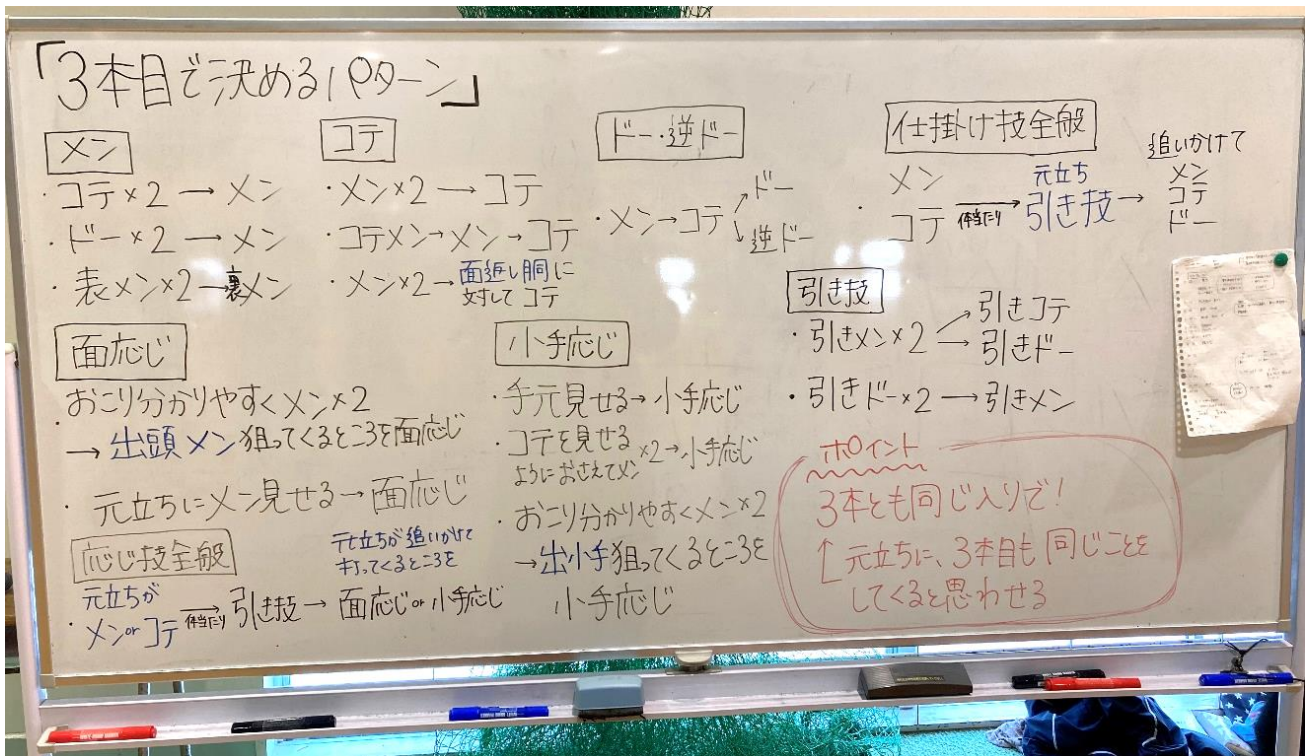 「3本目で決めるパターン」
メン
・コテ×2→メン
・ドー×2→メン
・表メン×2→裏メン
コテ
・メン×2→コテ
・コテメン→メン→コテ
・メン×2→面返し胴に
対してコテ
ドー・逆ドー
ドー
・メン→コテ
逆ドー
仕掛け技全般
追いかけて
メン
元立ち
メン
・コテ 体当たり→ 引き技→ コテ
ドー
引き技
引きコテ
・引きメン×2→引きドー
・引きドー×2→引きメン
面応じ
おこり分かりやすくメン×2
→出頭メン狙ってくるところを面応じ
・元立ちにメン見せる→面応じ
応じ技全般
元立ちが
元立ちが追いかけて
打ってくるところを
・メンorコテ 体当たり→ 引き技→面応じor小手応じ
小手応じ
・手元見せる→小手応じ
・コテを見せる
ようにおさえてメン×2→小手応じ
・おこり分かりやすくメン×2
→出小手狙ってくるところを
小手応じ
ポイント
3本とも同じ入りで!
↑元立ちに、3本目も同じことを
してくると思わせる